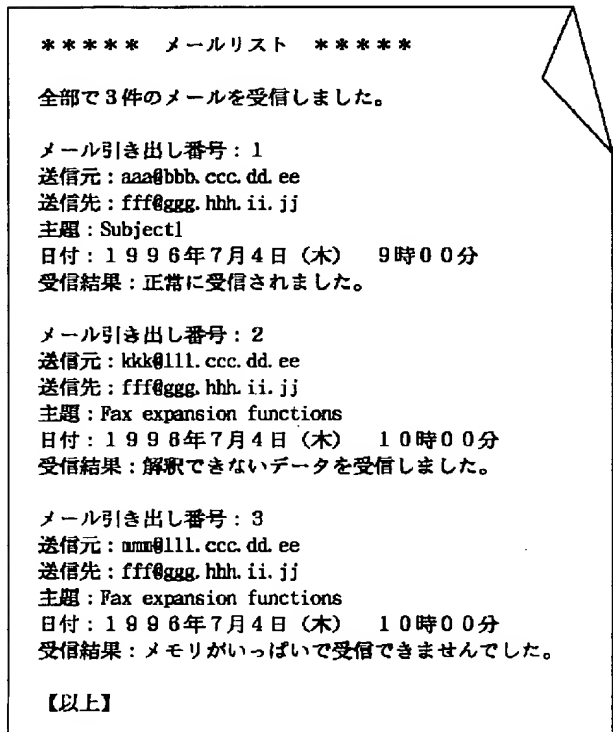 ＊＊＊＊＊　メールリスト　＊＊＊＊＊
全部で３件のメールを受信しました。
メール引き出し番号：１
送信元：aaa@bbb.ccc.dd.ee
送信先：fff@ggg.hhh.ii.jj
主題：Subject1
日付：１９９６年７月４日（木）　９時００分
受信結果：正常に受信されました。
メール引き出し番号：２
送信元：kkk@lll.ccc.dd.ee
送信先：fff@ggg.hhh.ii.jj
主題：Fax expansion functions
日付：１９９６年７月４日（木）　１０時００分
受信結果：解釈できないデータを受信しました。
メール引き出し番号：３
送信元：mmm@lll.ccc.dd.ee
送信先：fff@ggg.hhh.ii.jj
主題：Fax expansion functions
日付：１９９６年７月４日（木）　１０時００分
受信結果：メモリがいっぱいで受信できませんでした。
【以上】